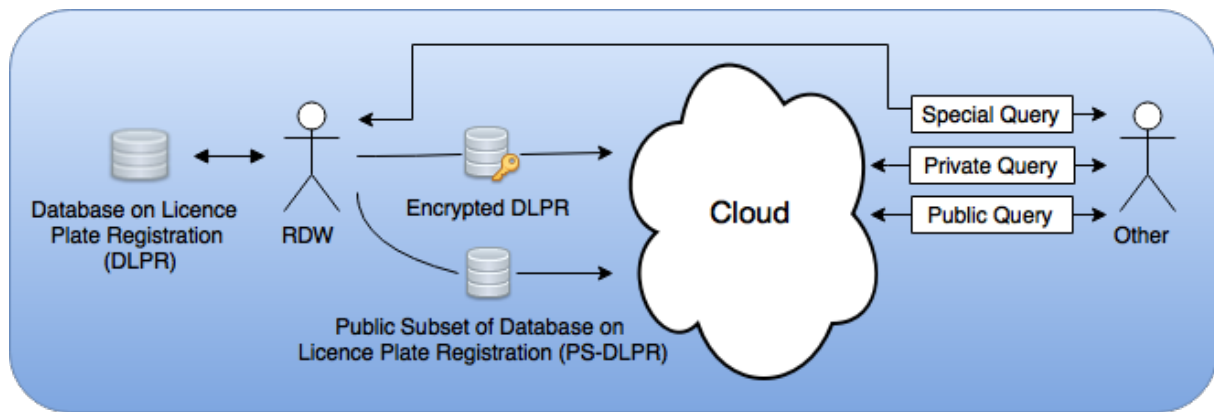 Special Query
Private Query
Public Query
Database on Licence
Plate Registration
(DLPR)
RDW
Encrypted DLPR
Public Subset of Database on
Licence Plate Registration (PS-DLPR)
Cloud
Other